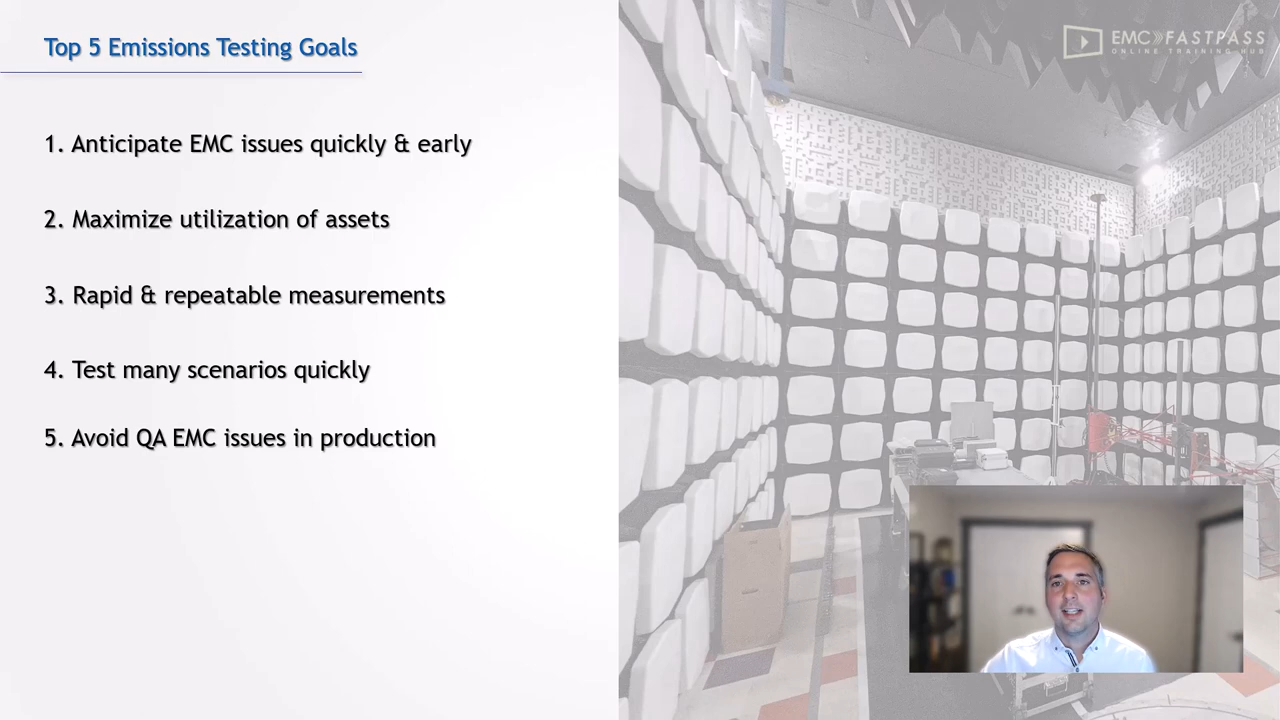 Top 5 Emissions Testing Goals
EMC FASTPASS
ONLINE TRAINING HUB
1. Anticipate EMC issues quickly & early
2. Maximize utilization of assets
3. Rapid & repeatable measurements
4. Test many scenarios quickly
5. Avoid QA EMC issues in production